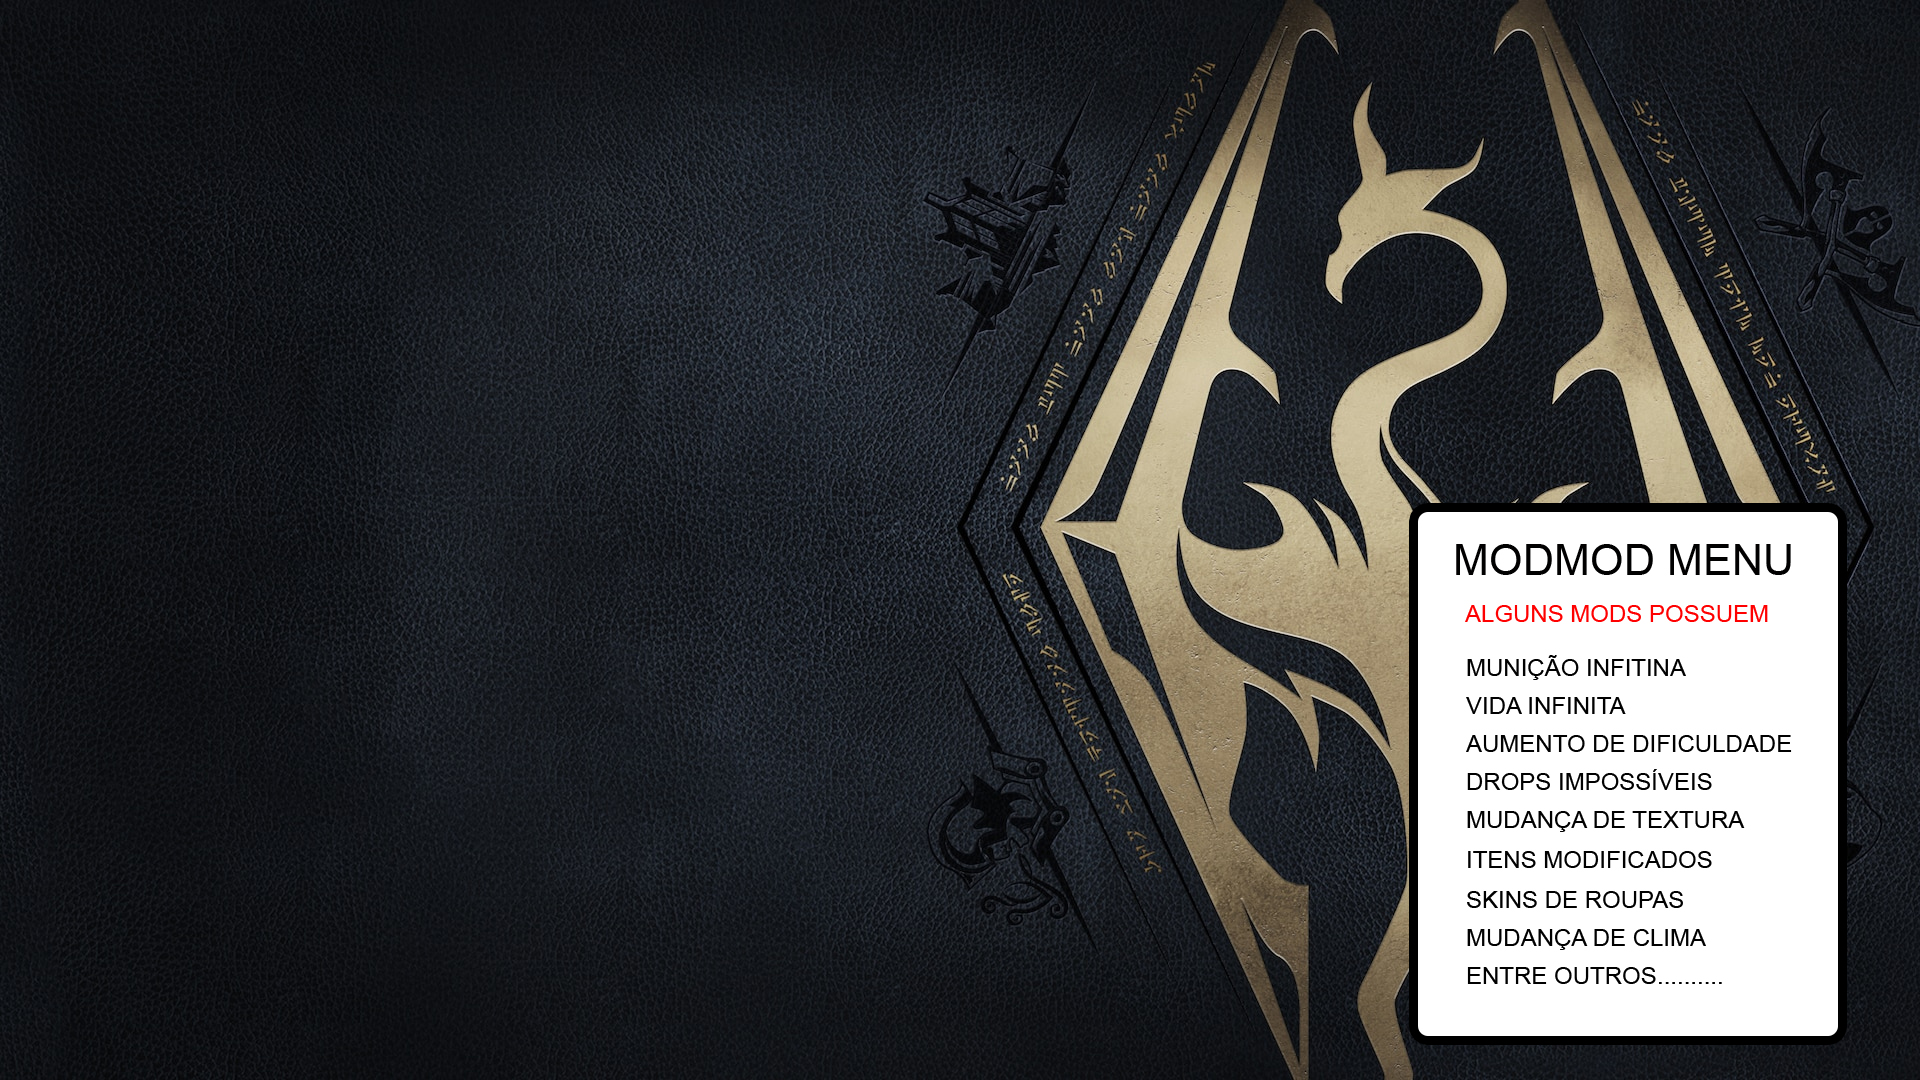 MODMOD MENU
ALGUNS MODS POSSUEM
MUNIÇÃO INFITINA
VIDA INFINITA
AUMENTO DE DIFICULDADE
DROPS IMPOSSÍVEIS
MUDANÇA DE TEXTURA
ITENS MODIFICADOS
SKINS DE ROUPAS
MUDANÇA DE CLIMA
ENTRE OUTROS..........